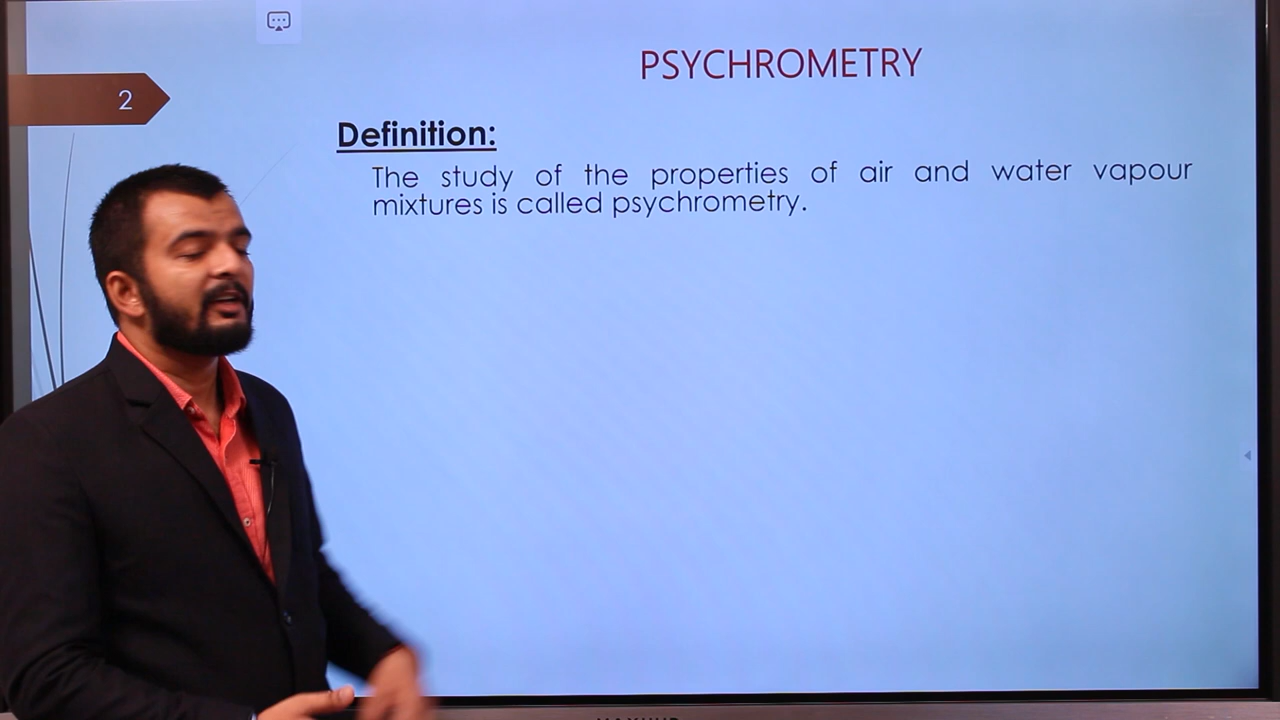 PSYCHROMETRY
2
Definition:
The study of the properties of air and water vapour
mixtures is called psychrometry.